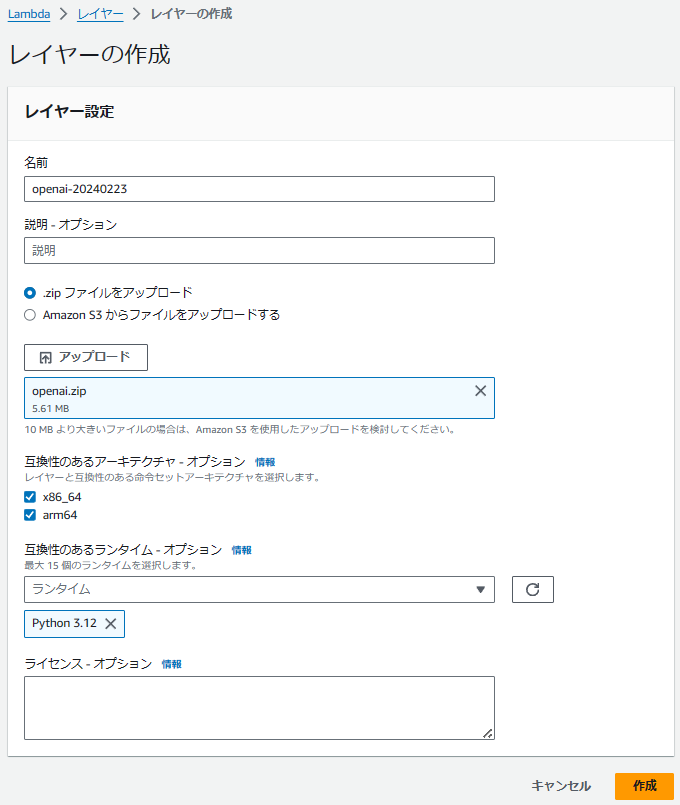 Lambda > レイヤー > レイヤーの作成
レイヤーの作成
レイヤー設定
名前
openai-20240223
説明 - オプション
説明
.zip ファイルをアップロード
Amazon S3 からファイルをアップロードする
アップロード
openai.zip
5.61 MB
10 MB より大きいファイルの場合は、Amazon S3 を使用したアップロードを検討してください。
互換性のあるアーキテクチャ - オプション 情報
レイヤーと互換性のある命令セットアーキテクチャを選択します。
x86_64
arm64
互換性のあるランタイム - オプション 情報
最大 15 個のランタイムを選択します。
ランタイム
Python 3.12
ライセンス - オプション 情報
キャンセル 作成